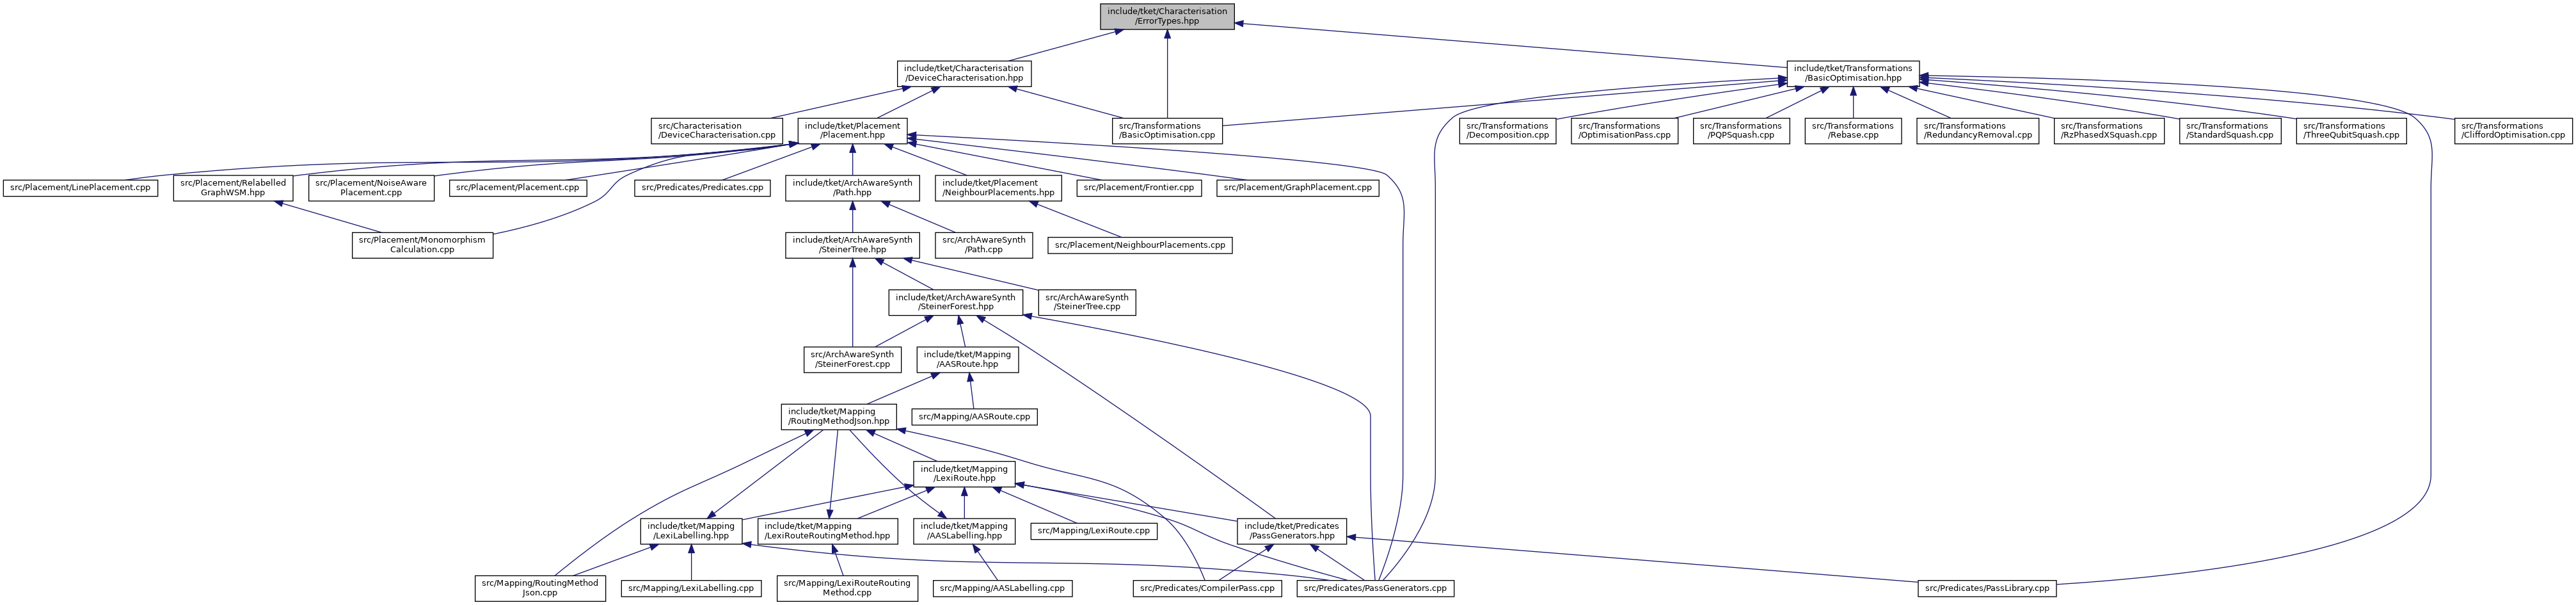 include/tket/Characterisation
/ErrorTypes.hpp
include/tket/Characterisation
/DeviceCharacterisation.hpp
include/tket/Transformations
/BasicOptimisation.hpp
src/Characterisation
/DeviceCharacterisation.cpp
include/tket/Placement
/Placement.hpp
src/Transformations
/BasicOptimisation.cpp
src/Transformations
/Decomposition.cpp
src/Transformations
/OptimisationPass.cpp
src/Transformations
/PQPSquash.cpp
src/Transformations
/Rebase.cpp
src/Transformations
/RedundancyRemoval.cpp
src/Transformations
/RzPhasedXSquash.cpp
src/Transformations
/StandardSquash.cpp
src/Transformations
/ThreeQubitSquash.cpp
src/Transformations
/CliffordOptimisation.cpp
src/Placement/LinePlacement.cpp
src/Placement/Relabelled
GraphWSM.hpp
src/Placement/NoiseAware
Placement.cpp
src/Placement/Placement.cpp
src/Predicates/Predicates.cpp
include/tket/ArchAwareSynth
/Path.hpp
include/tket/Placement
/NeighbourPlacements.hpp
src/Placement/Frontier.cpp
src/Placement/GraphPlacement.cpp
src/Placement/Monomorphism
Calculation.cpp
include/tket/ArchAwareSynth
/SteinerTree.hpp
src/ArchAwareSynth
/Path.cpp
src/Placement/NeighbourPlacements.cpp
include/tket/ArchAwareSynth
/SteinerForest.hpp
src/ArchAwareSynth
/SteinerTree.cpp
src/ArchAwareSynth
/SteinerForest.cpp
include/tket/Mapping
/AASRoute.hpp
include/tket/Mapping
/RoutingMethodJson.hpp
src/Mapping/AASRoute.cpp
include/tket/Mapping
/LexiRoute.hpp
include/tket/Mapping
/LexiLabelling.hpp
include/tket/Mapping
/LexiRouteRoutingMethod.hpp
include/tket/Mapping
/AASLabelling.hpp
src/Mapping/LexiRoute.cpp
include/tket/Predicates
/PassGenerators.hpp
src/Mapping/RoutingMethod
Json.cpp
src/Mapping/LexiLabelling.cpp
src/Mapping/LexiRouteRouting
Method.cpp
src/Mapping/AASLabelling.cpp
src/Predicates/CompilerPass.cpp
src/Predicates/PassGenerators.cpp
src/Predicates/PassLibrary.cpp